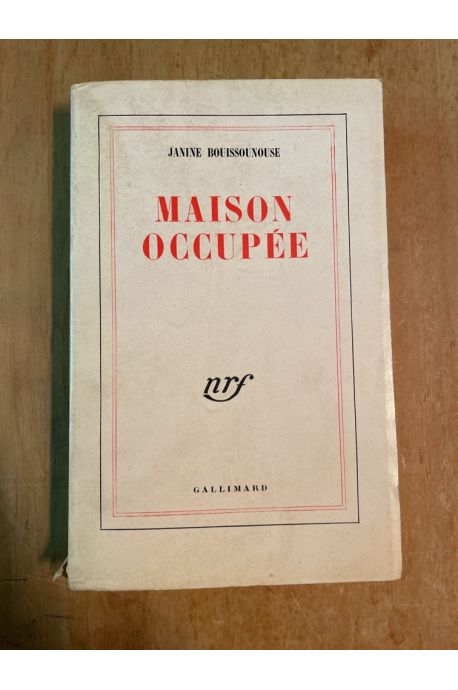 JANINE BOUISSOUNOUSE
MAISON
OCCUPÉE
nrf
GALLIMARD